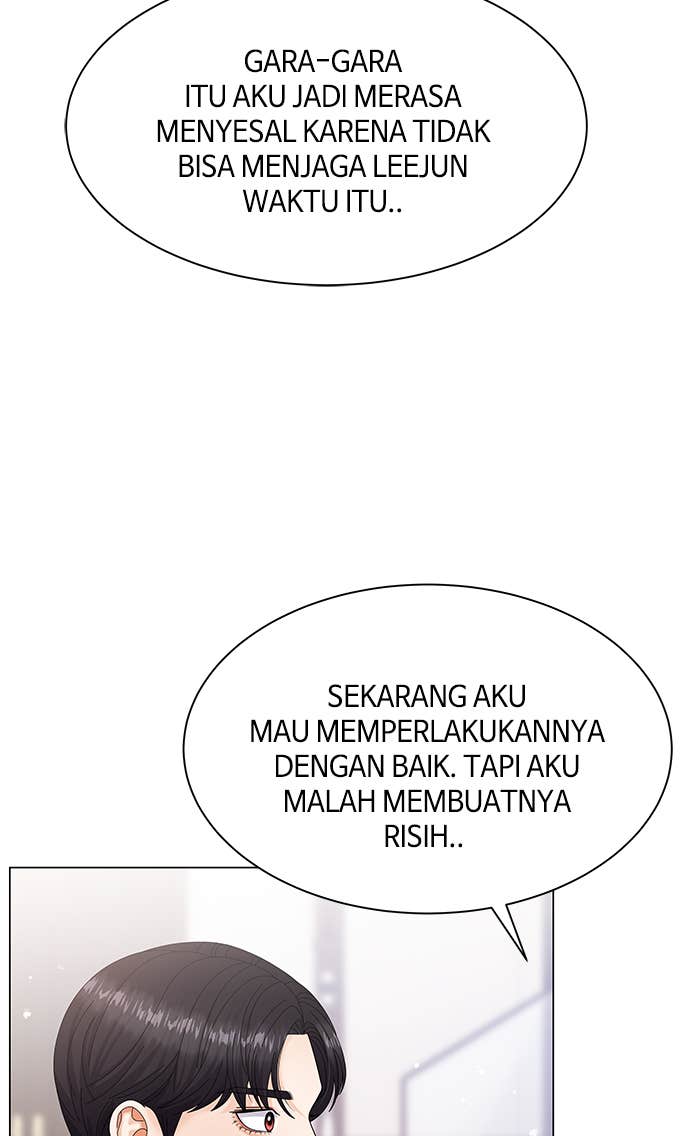 GARA-GARA
ITU AKU JADI MERASA
MENYESAL KARENA TIDAK
BISA MENJAGA LEEJUN
WAKTU ITU..
SEKARANG AKU
MAU MEMPERLAKUKANNYA
DENGAN BAIK. TAPI AKU
MALAH MEMBUATNYA
RISIH..